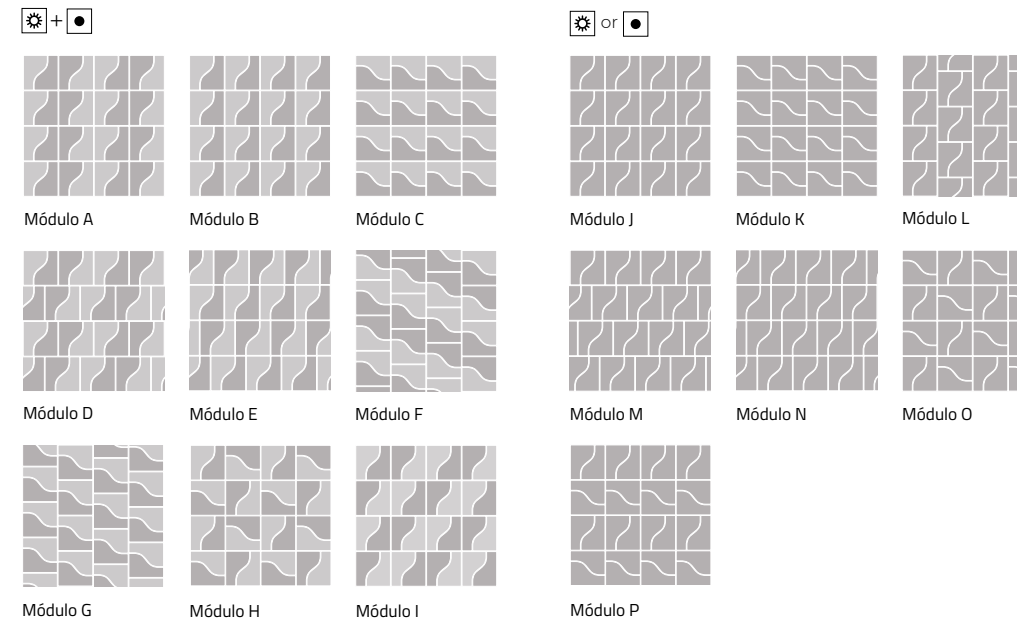 +
or
Módulo A
Módulo B
Módulo C
Módulo J
Módulo K
Módulo L
Módulo D
Módulo E
Módulo F
Módulo M
Módulo N
Módulo O
Módulo G
Módulo H
Módulo I
Módulo P